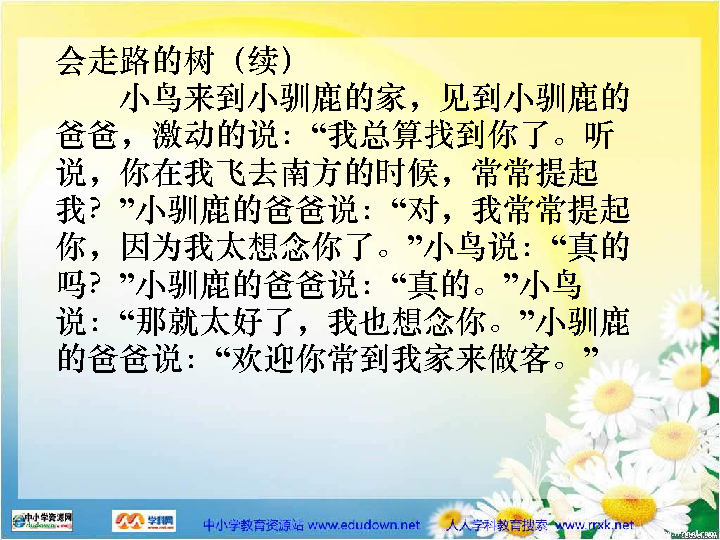 会走路的树（续）
小鸟来到小驯鹿的家，见到小驯鹿的
爸爸，激动的说：“我总算找到你了。听
说，你在我飞去南方的时候，常常提起
我？”小驯鹿的爸爸说：“对，我常常提起
你，因为我太想念你了。”小鸟说：“真的
吗？”小驯鹿的爸爸说：“真的。”小鸟
说：“那就太好了，我也想念你。”小驯鹿
的爸爸说：“欢迎你常到我家来做客。”
中小学资源网 学科网 中小学教育资源站 www.edudown.net 人人学科教育搜索 www.rrxk.net